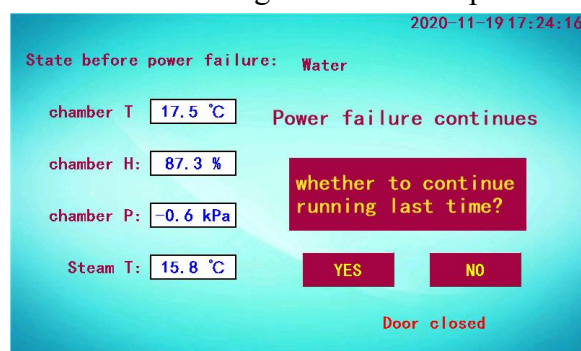 2020-11-19 17:24:16
State before power failure: Water
chamber T 17.5 ℃
Power failure continues
chamber H: 87.3 %
whether to continue
running last time?
chamber P: -0.6 kPa
Steam T: 15.8 ℃
YES NO
Door closed